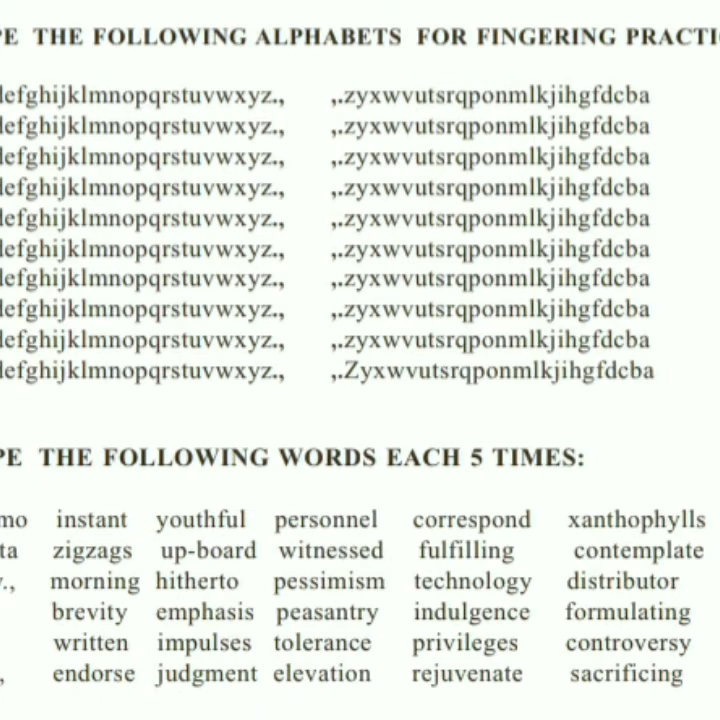 PE THE FOLLOWING ALPHABETS FOR FINGERING PRACTI
lefghijklmnopqrstuvwxyz., ,.zyxwvutsrqponmlkjihgfdcba
lefghijklmnopqrstuvwxyz., ,.zyxwvutsrqponmlkjihgfdcba
lefghijklmnopqrstuvwxyz., ,.zyxwvutsrqponmlkjihgfdcba
lefghijklmnopqrstuvwxyz., ,.zyxwvutsrqponmlkjihgfdcba
lefghijklmnopqrstuvwxyz., ,.zyxwvutsrqponmlkjihgfdcba
lefghijklmnopqrstuvwxyz., ,.zyxwvutsrqponmlkjihgfdcba
lefghijklmnopqrstuvwxyz., ,.zyxwvutsrqponmlkjihgfdcba
lefghijklmnopqrstuvwxyz., ,.zyxwvutsrqponmlkjihgfdcba
lefghijklmnopqrstuvwxyz., ,.zyxwvutsrqponmlkjihgfdcba
lefghijklmnopqrstuvwxyz., ,.Zyxwvutsrqponmlkjihgfdcba
PE THE FOLLOWING WORDS EACH 5 TIMES:
mo instant youthful personnel correspond xanthophylls
ta zigzags up-board witnessed fulfilling contemplate
., morning hitherto pessimism technology distributor
brevity emphasis peasantry indulgence formulating
written impulses tolerance privileges controversy
, endorse judgment elevation rejuvenate sacrificing